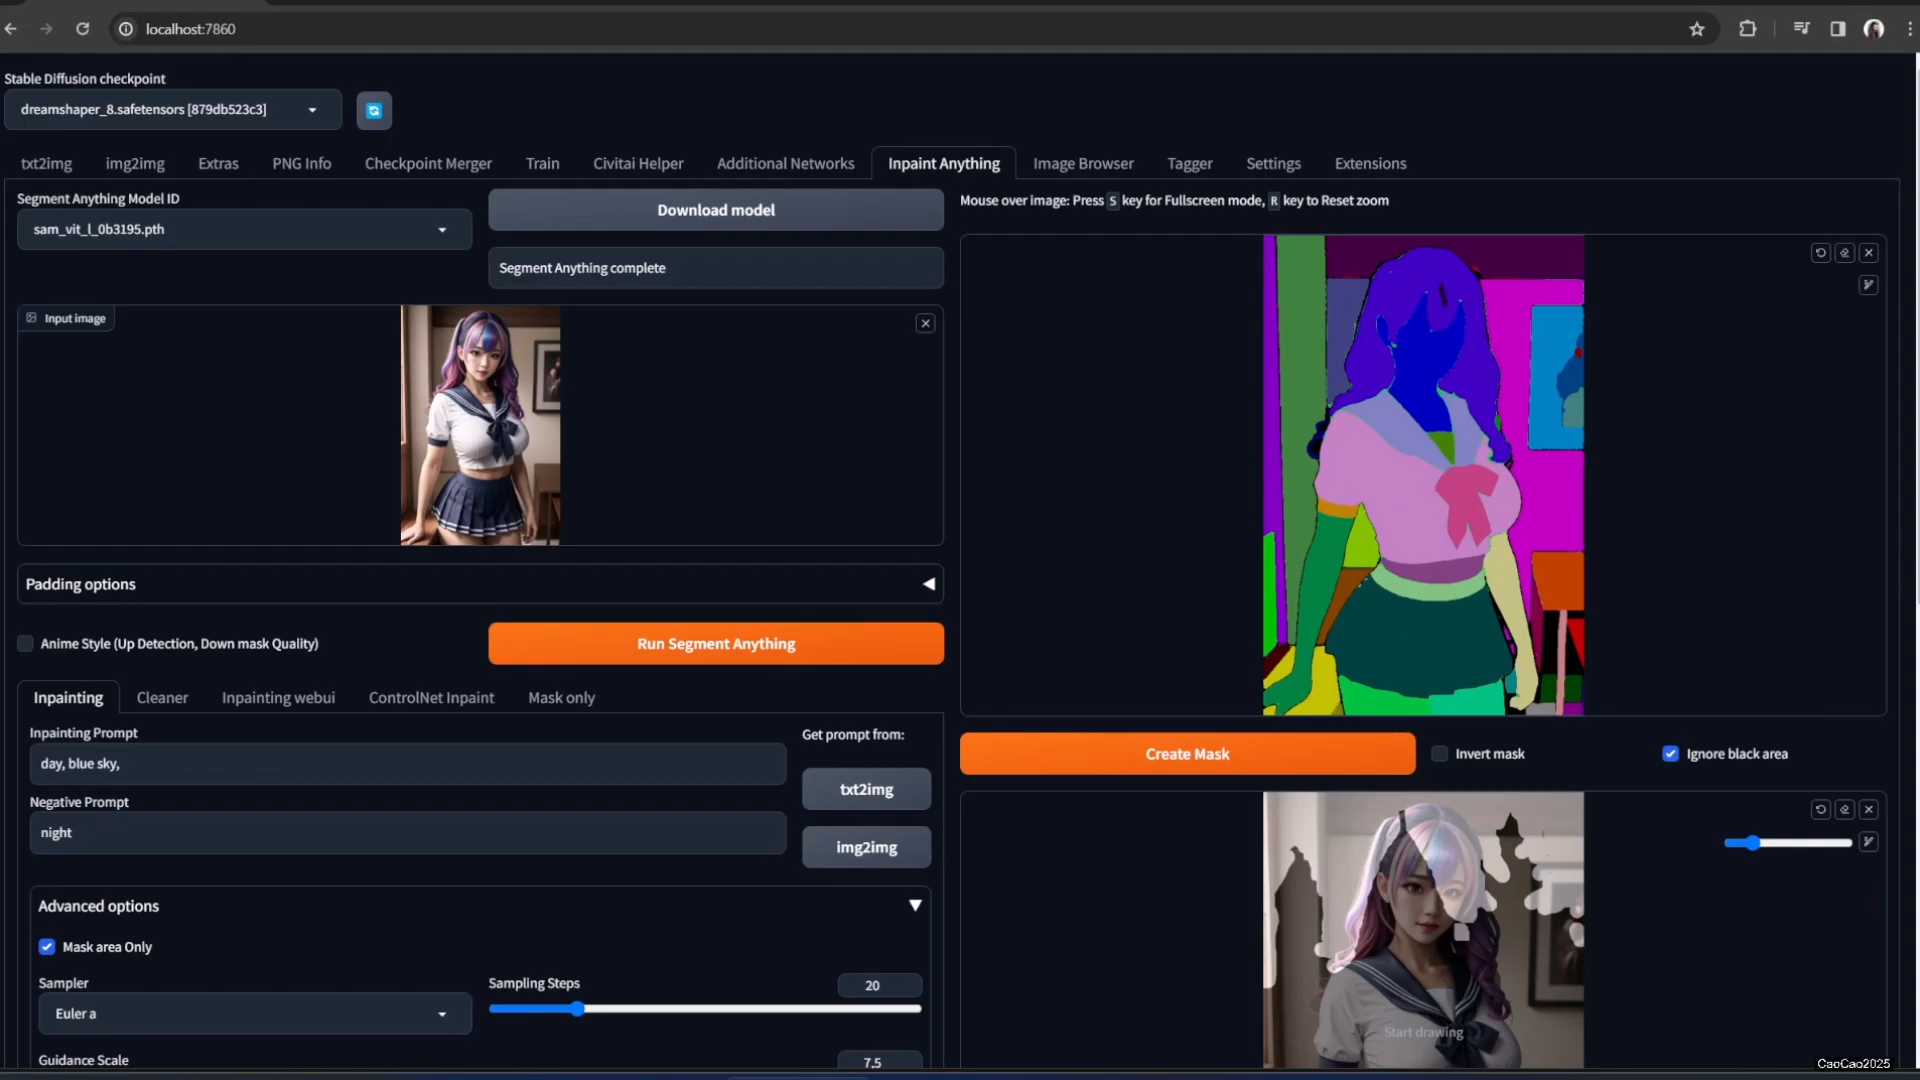 localhost:7860
Stable Diffusion checkpoint
dreamshaper_8.safetensors [879db523c3]
txt2img img2img Extras PNG Info Checkpoint Merger Train Civitai Helper Additional Networks Inpaint Anything Image Browser Tagger Settings Extensions
Segment Anything Model ID
sam_vit_l_0b3195.pth
Download model
Segment Anything complete
Mouse over image: Press S key for Fullscreen mode, R key to Reset zoom
Input image
Padding options
Anime Style (Up Detection, Down mask Quality)
Run Segment Anything
Inpainting Cleaner Inpainting webui ControlNet Inpaint Mask only
Inpainting Prompt
day, blue sky,
Negative Prompt
night
Get prompt from:
txt2img
img2img
Create Mask
Invert mask
Ignore black area
Advanced options
Mask area Only
Sampler
Euler a
Sampling Steps
20
Guidance Scale
7.5
Start drawing
CaoCao2025